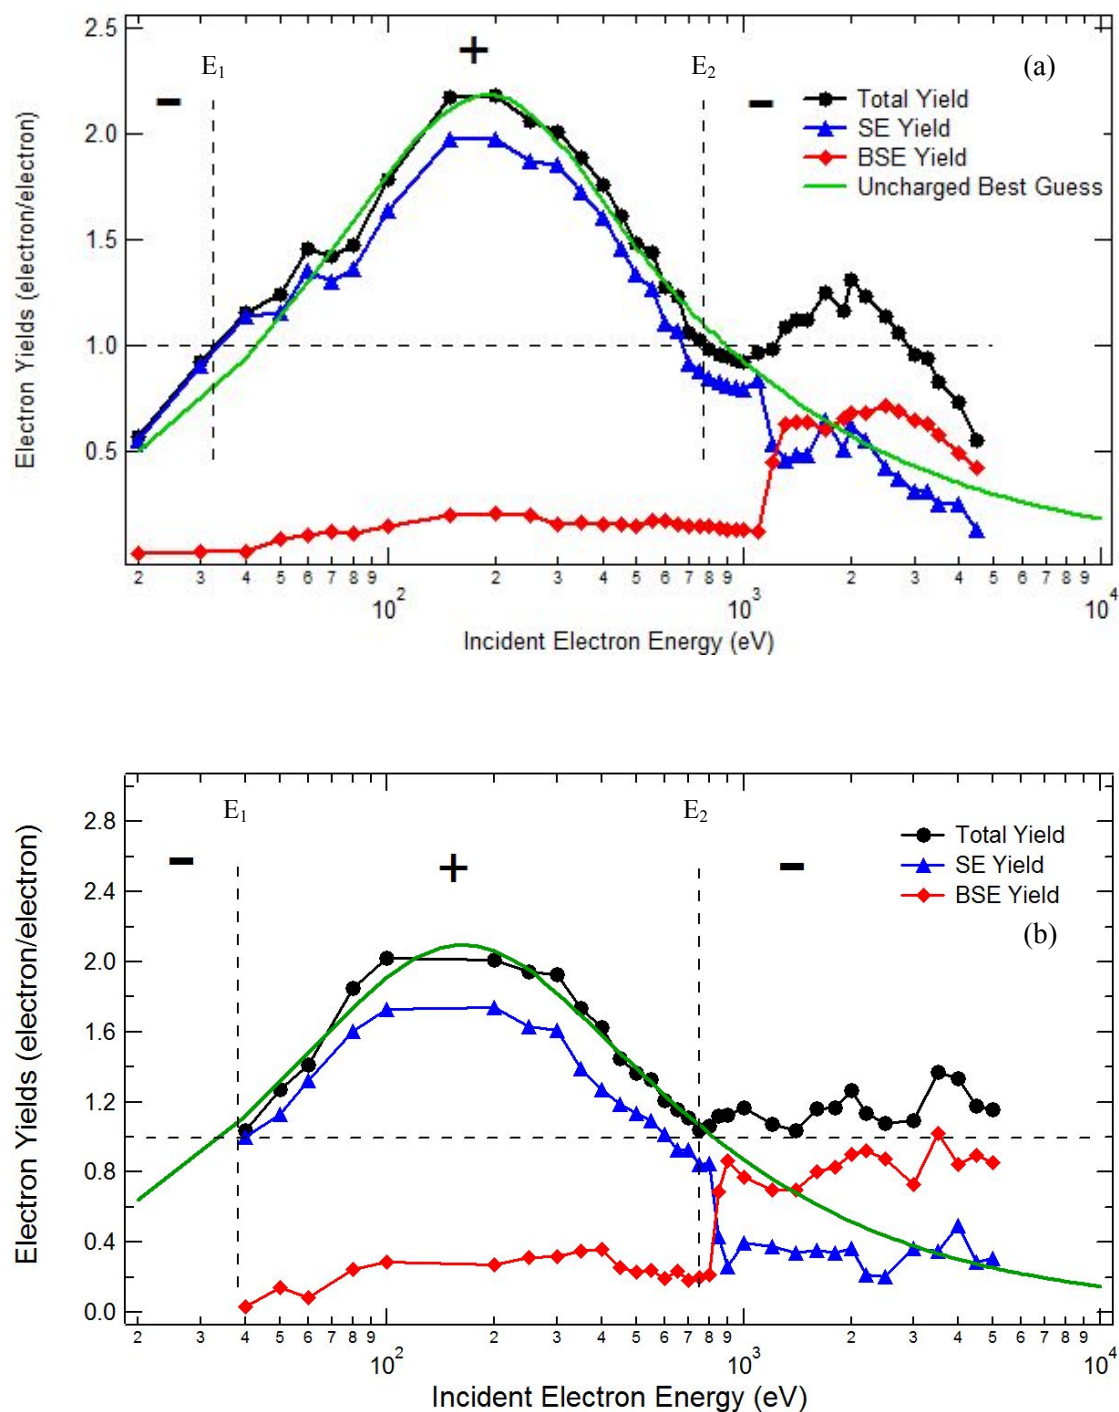 2.5
2.0
1.5
1.0
0.5
Electron Yields (electron/electron)
- + -
E1 E2
(a)
Total Yield
SE Yield
BSE Yield
Uncharged Best Guess
2 3 4 5 6 7 8 9 2 3 4 5 6 7 8 9 2 3 4 5 6 7 8 9
10^2 10^3 10^4
Incident Electron Energy (eV)
2.8
2.4
2.0
1.6
1.2
0.8
0.4
0.0
Electron Yields (electron/electron)
E1 E2
- + -
Total Yield
SE Yield
BSE Yield
(b)
2 3 4 5 6 7 8 9 2 3 4 5 6 7 8 9 2 3 4 5 6 7 8 9
10^2 10^3 10^4
Incident Electron Energy (eV)